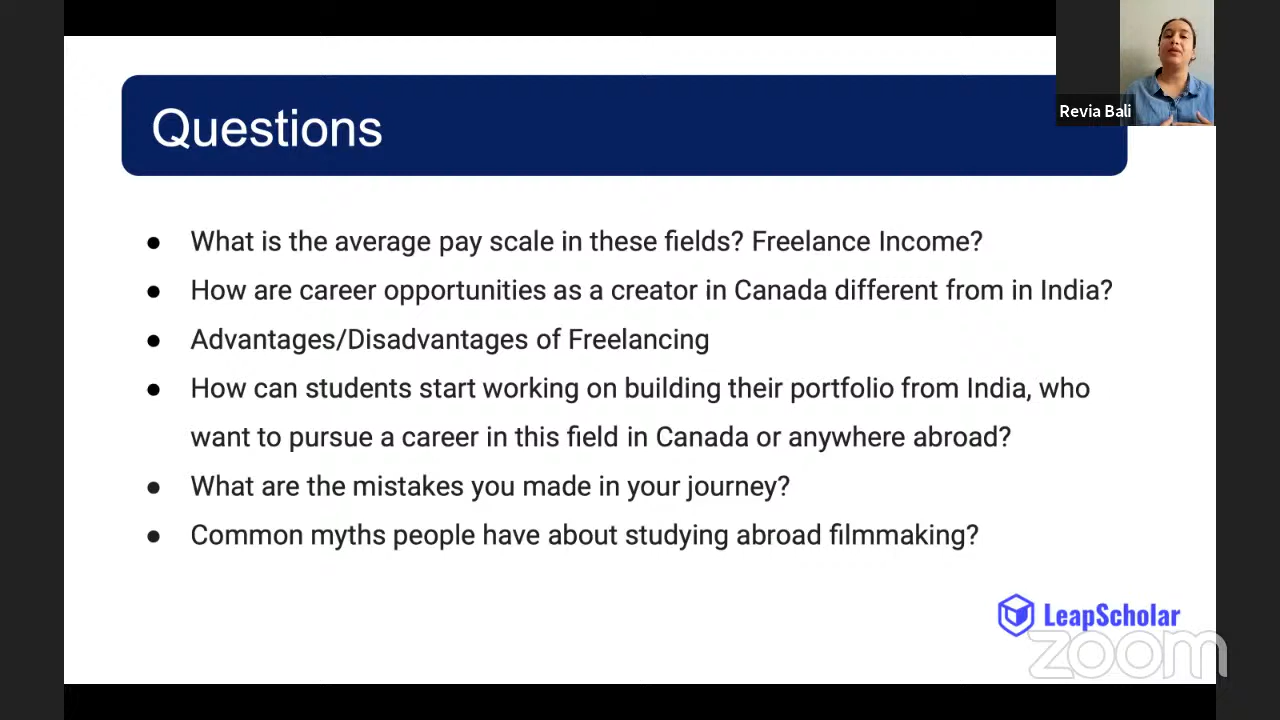 Questions
Revia Bali
● What is the average pay scale in these fields? Freelance Income?
● How are career opportunities as a creator in Canada different from in India?
● Advantages/Disadvantages of Freelancing
● How can students start working on building their portfolio from India, who
want to pursue a career in this field in Canada or anywhere abroad?
● What are the mistakes you made in your journey?
● Common myths people have about studying abroad filmmaking?
LeapScholar
zoom